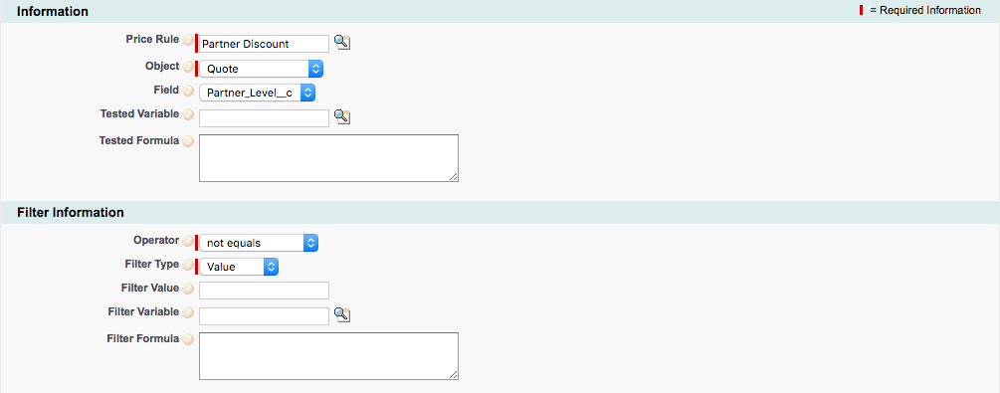 Information
= Required Information
Price Rule ? Partner Discount
Object ? Quote
Field ? Partner_Level__c
Tested Variable ?
Tested Formula ?
Filter Information
Operator ? not equals
Filter Type ? Value
Filter Value ?
Filter Variable ?
Filter Formula ?